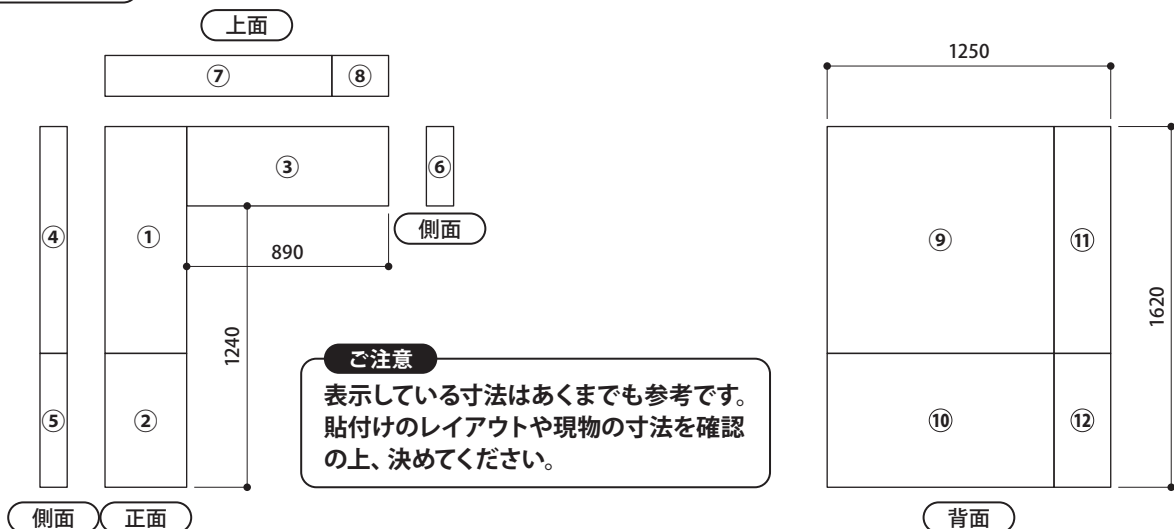 上面
⑦
⑧
④
①
③
⑥
側面
890
1240
⑤
②
側面
正面
ご注意
表示している寸法はあくまでも参考です。
貼付けのレイアウトや現物の寸法を確認
の上、決めてください。
1250
⑨
⑪
1620
⑩
⑫
背面